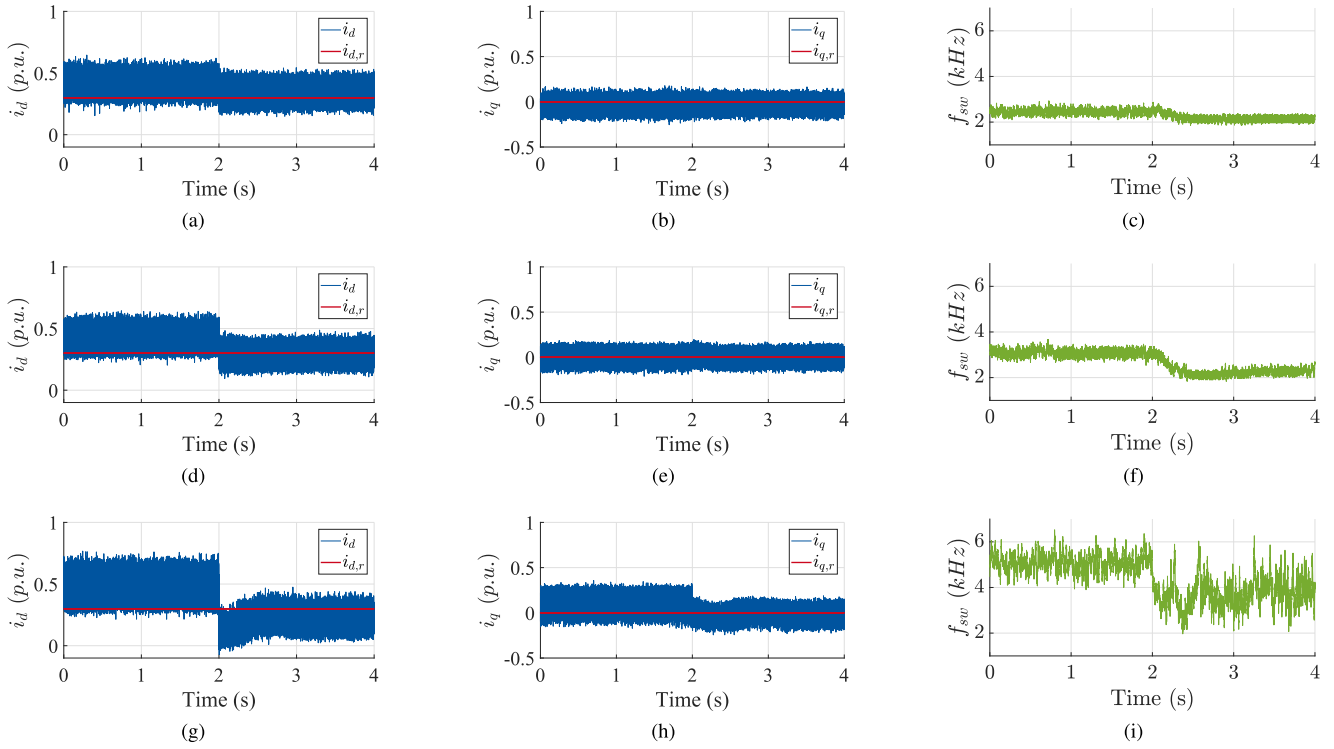 1
0.5
0
i_d (p.u.)
i_d
i_{d,r}
0 1 2 3 4
Time (s)
(a)
0.5
0
-0.5
i_q (p.u.)
i_q
i_{q,r}
0 1 2 3 4
Time (s)
(b)
6
4
2
f_{sw} (kHz)
0 1 2 3 4
Time (s)
(c)
1
0.5
0
i_d (p.u.)
i_d
i_{d,r}
0 1 2 3 4
Time (s)
(d)
1
0.5
0
-0.5
i_q (p.u.)
i_q
i_{q,r}
0 1 2 3 4
Time (s)
(e)
6
4
2
f_{sw} (kHz)
0 1 2 3 4
Time (s)
(f)
1
0.5
0
i_d (p.u.)
i_d
i_{d,r}
0 1 2 3 4
Time (s)
(g)
1
0.5
0
-0.5
i_q (p.u.)
i_q
i_{q,r}
0 1 2 3 4
Time (s)
(h)
6
4
2
f_{sw} (kHz)
0 1 2 3 4
Time (s)
(i)